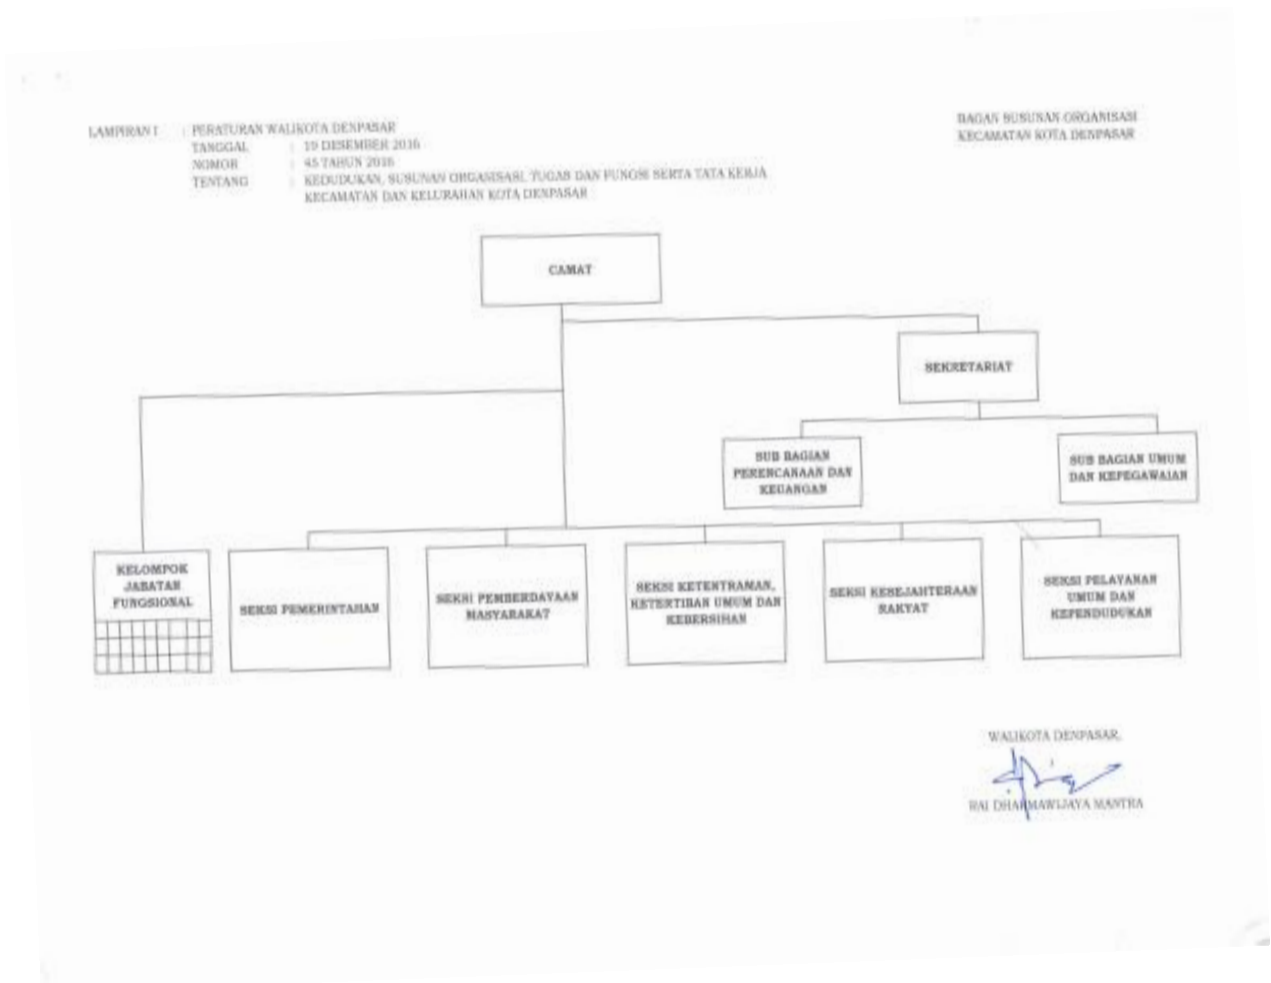 LAMPIRAN I : PERATURAN WALIKOTA DENPASAR
TANGGAL : 19 DESEMBER 2016
NOMOR : 45 TAHUN 2016
TENTANG : KEDUDUKAN, SUSUNAN ORGANISASI, TUGAS DAN FUNGSI SERTA TATA KERJA
KECAMATAN DAN KELURAHAN KOTA DENPASAR
BAGAN SUSUNAN ORGANISASI
KECAMATAN KOTA DENPASAR
CAMAT
SEKRETARIAT
SUB BAGIAN
PERENCANAAN DAN
KEUANGAN
SUB BAGIAN UMUM
DAN KEPEGAWAIAN
KELOMPOK
JABATAN
FUNGSIONAL
SEKSI PEMERINTAHAN
SEKSI PEMBERDAYAAN
MASYARAKAT
SEKSI KETENTRAMAN,
KETERTIBAN UMUM DAN
KEBERSIHAN
SEKSI KESEJAHTERAAN
RAKYAT
SEKSI PELAYANAN
UMUM DAN
KEPENDUDUKAN
WALIKOTA DENPASAR,
RAI DHARMAWIJAYA MANTRA